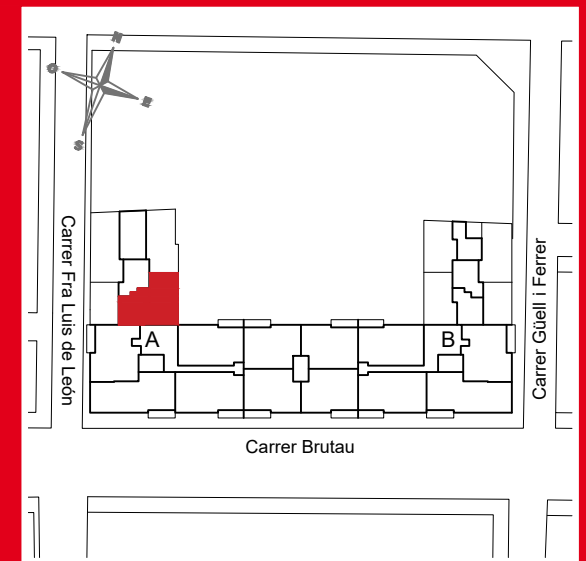 N
O
E
S
Carrer Fra Luis de León
A
B
Carrer Güell i Ferrer
Carrer Brutau